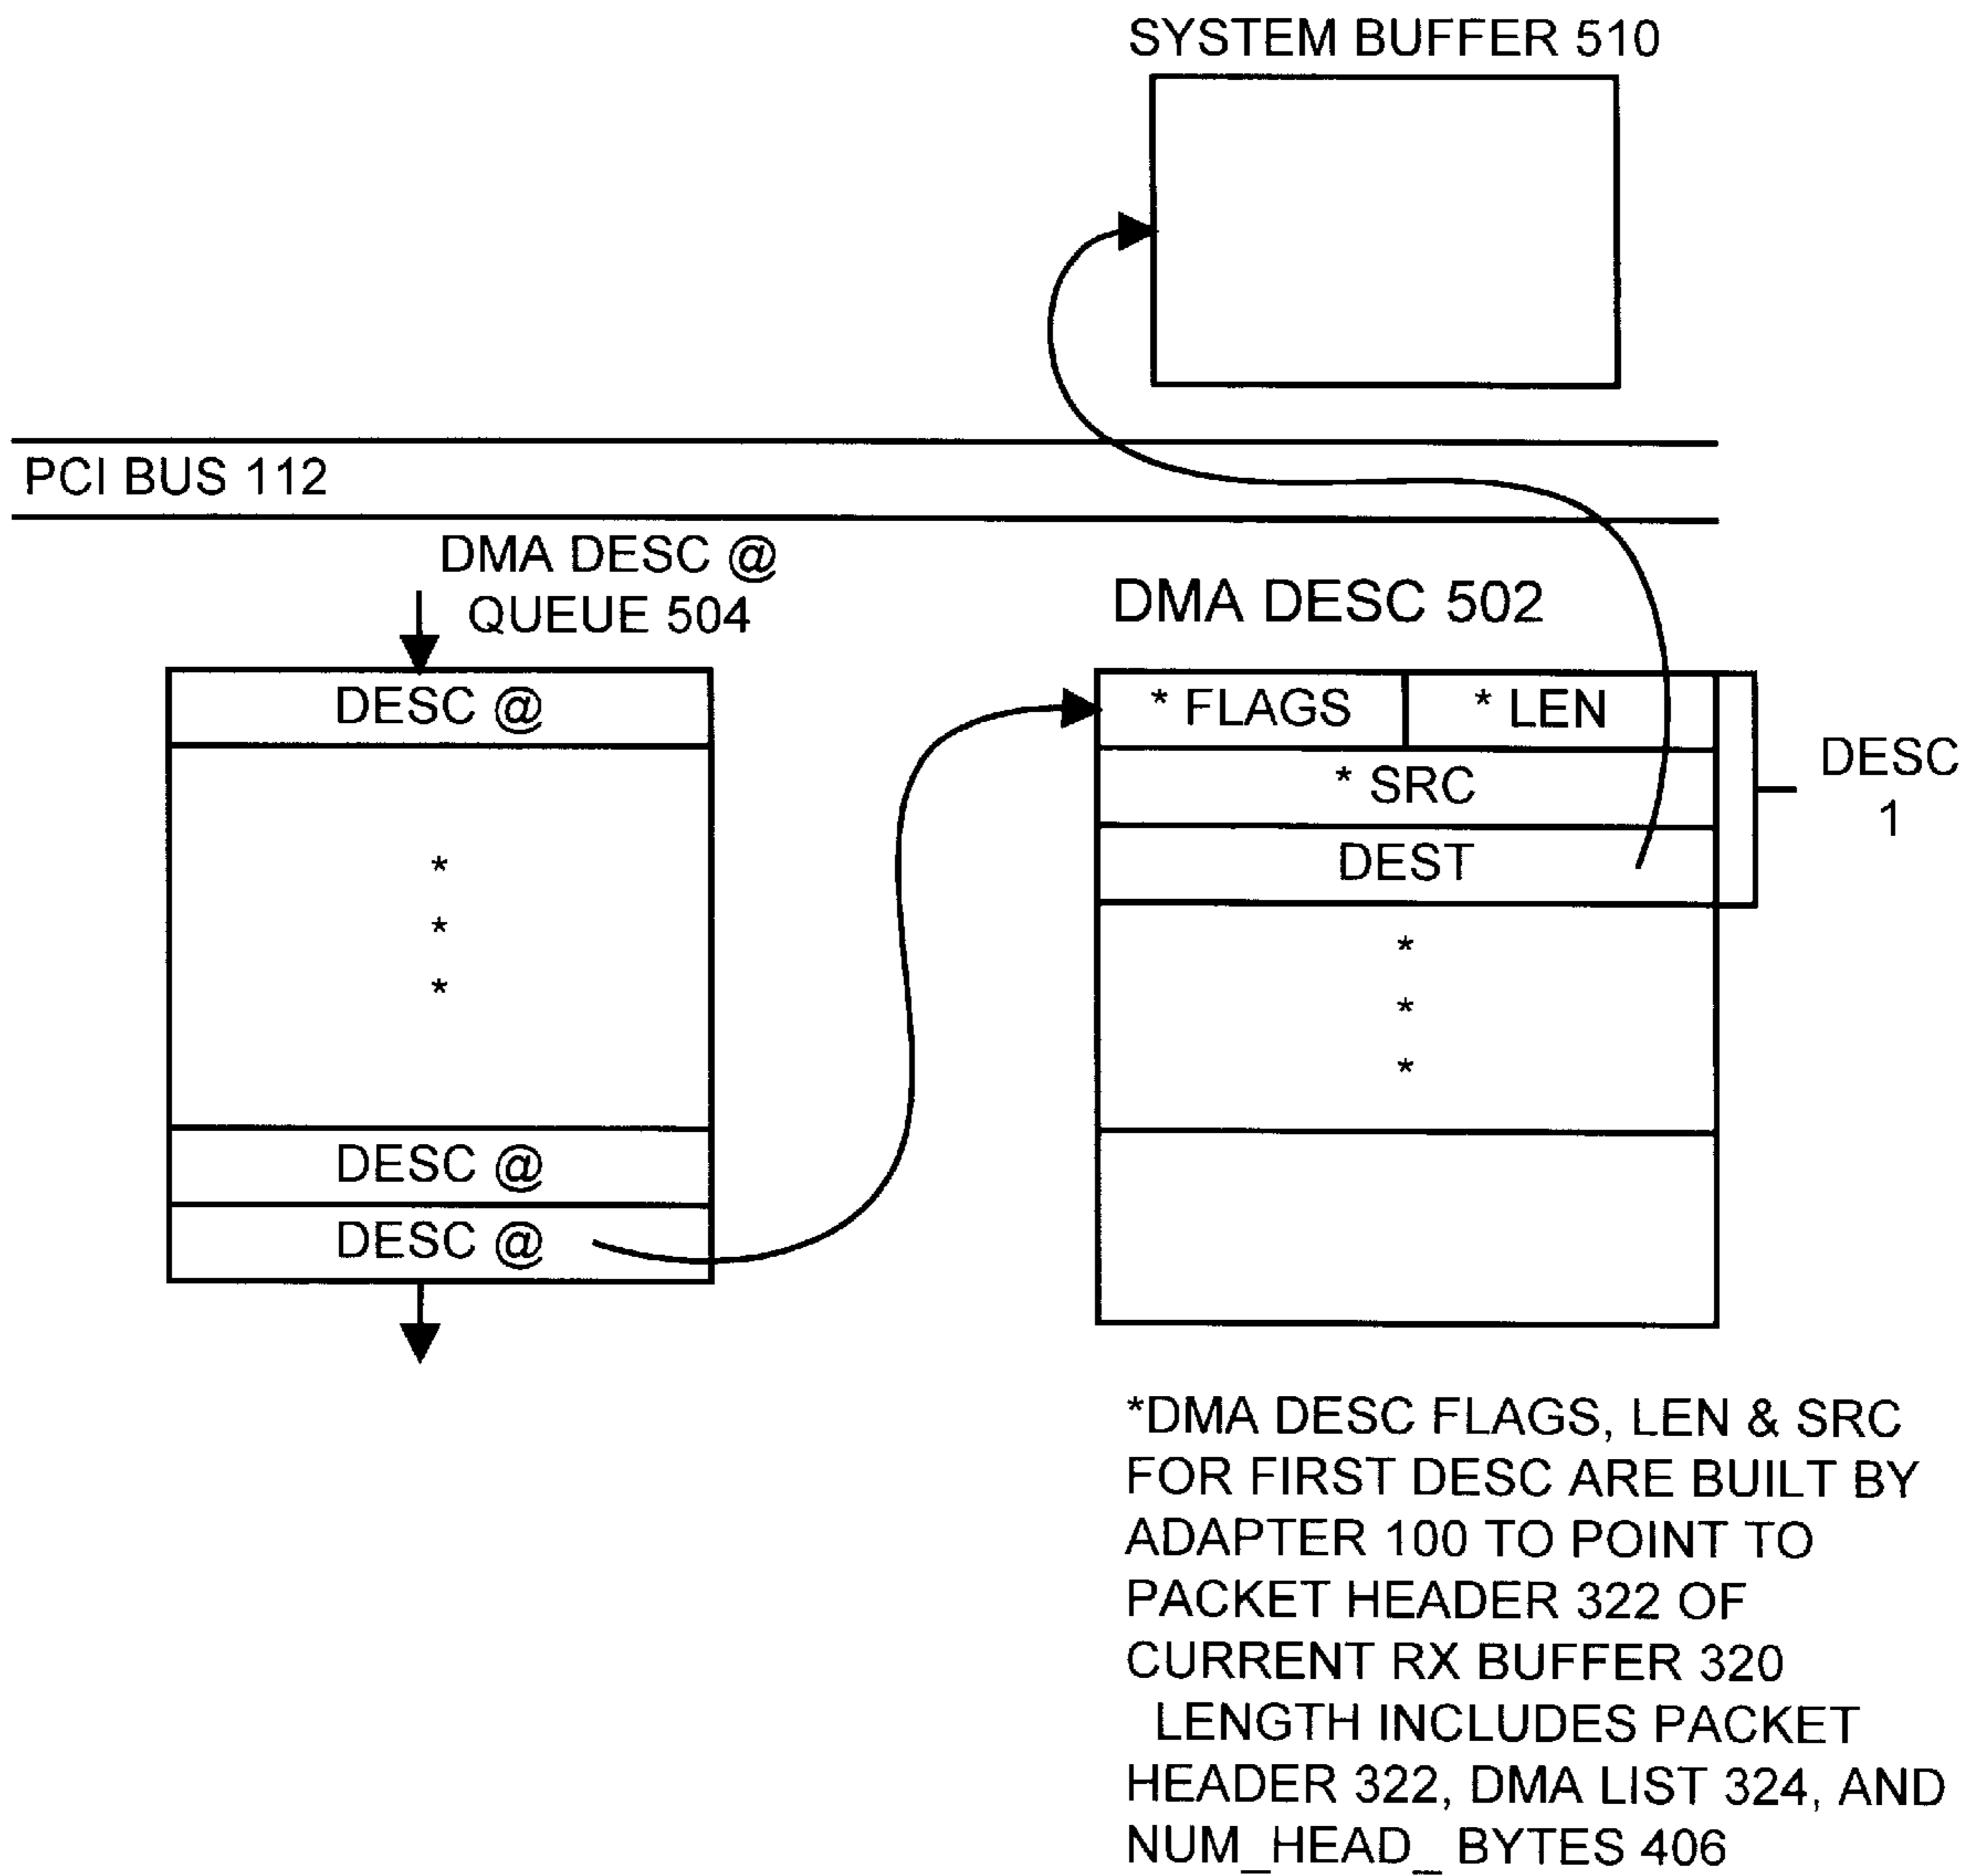 SYSTEM BUFFER 510
PCI BUS 112
DMA DESC @
QUEUE 504
DESC @
*
*
*
DESC @
DESC @
DMA DESC 502
* FLAGS
* LEN
* SRC
DEST
*
*
*
DESC
1
*DMA DESC FLAGS, LEN & SRC
FOR FIRST DESC ARE BUILT BY
ADAPTER 100 TO POINT TO
PACKET HEADER 322 OF
CURRENT RX BUFFER 320
LENGTH INCLUDES PACKET
HEADER 322, DMA LIST 324, AND
NUM_HEAD_ BYTES 406